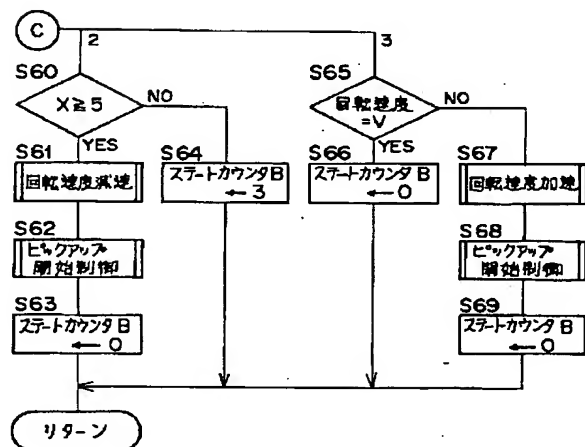 C
2
3
S60
X≧5
NO
YES
S61
回転速度減速
S62
ピックアップ
開始制御
S63
ステートカウンタB
←0
S64
ステートカウンタB
←3
S65
回転速度
=V
NO
YES
S66
ステートカウンタB
←0
S67
回転速度加速
S68
ピックアップ
開始制御
S69
ステートカウンタB
←0
リターン